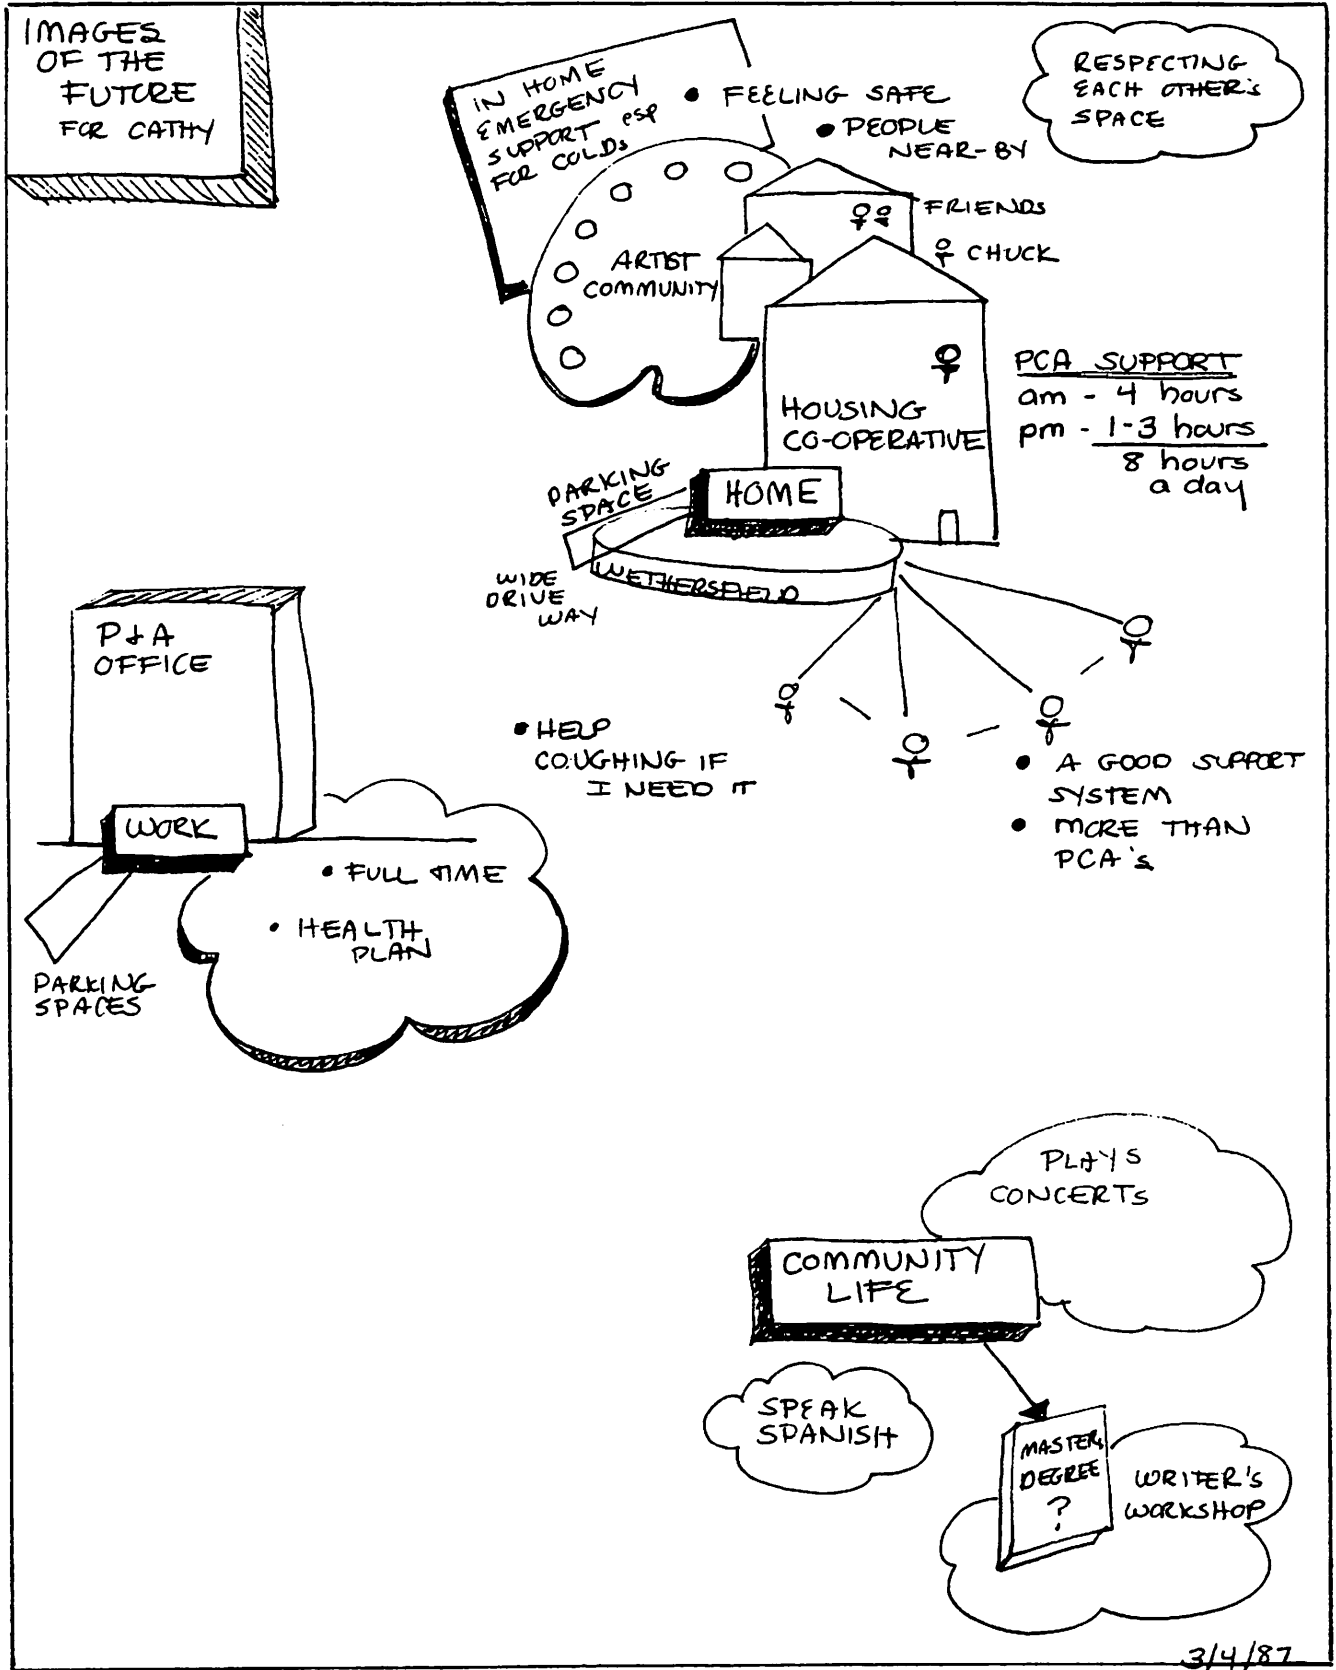 IMAGES
OF THE
FUTURE
FOR CATHY
IN HOME
EMERGENCY
SUPPORT esp
FOR COLDs
• FEELING SAFE
• PEOPLE
NEAR-BY
RESPECTING
EACH OTHER'S
SPACE
FRIENDS
CHUCK
ARTIST
COMMUNITY
HOUSING
CO-OPERATIVE
PCA SUPPORT
am - 4 hours
pm - 1-3 hours
8 hours
a day
HOME
PARKING
SPACE
WIDE
DRIVE
WAY
WETHERSFIELD
P+A
OFFICE
WORK
PARKING
SPACES
• FULL TIME
• HEALTH
PLAN
• HELP
COUGHING IF
I NEED IT
• A GOOD SUPPORT
SYSTEM
• MORE THAN
PCA's
PLAYS
CONCERTS
COMMUNITY
LIFE
SPEAK
SPANISH
MASTERS
DEGREE
?
WRITER'S
WORKSHOP
3/4/87